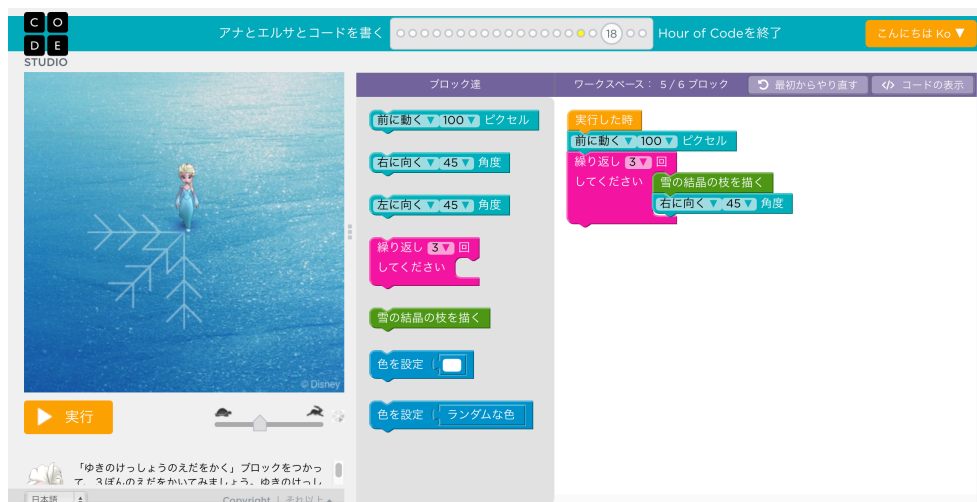 C O
D E
STUDIO
アナとエルサとコードを書く
18
Hour of Codeを終了
こんにちは Ko ▼
ブロック達
ワークスペース： 5 / 6 ブロック
最初からやり直す
</> コードの表示
前に動く▼ 100▼ ピクセル
右に向く▼ 45▼ 角度
左に向く▼ 45▼ 角度
繰り返し 3▼ 回
してください
雪の結晶の枝を描く
色を設定
色を設定 ランダムな色
実行した時
前に動く▼ 100▼ ピクセル
繰り返し 3▼ 回
してください
雪の結晶の枝を描く
右に向く▼ 45▼ 角度
© Disney
実行
「ゆきのけっしょうのえだをかく」ブロックをつかっ
て、３ぼんのえだをかいてみましょう。ゆきのけっし
日本語
Copyright | それ以上